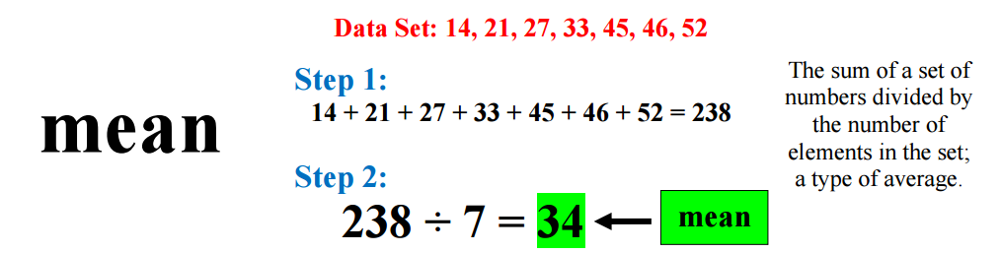 Data Set: 14, 21, 27, 33, 45, 46, 52
mean
Step 1:
14 + 21 + 27 + 33 + 45 + 46 + 52 = 238
Step 2:
238 ÷ 7 = 34
mean
The sum of a set of
numbers divided by
the number of
elements in the set;
a type of average.